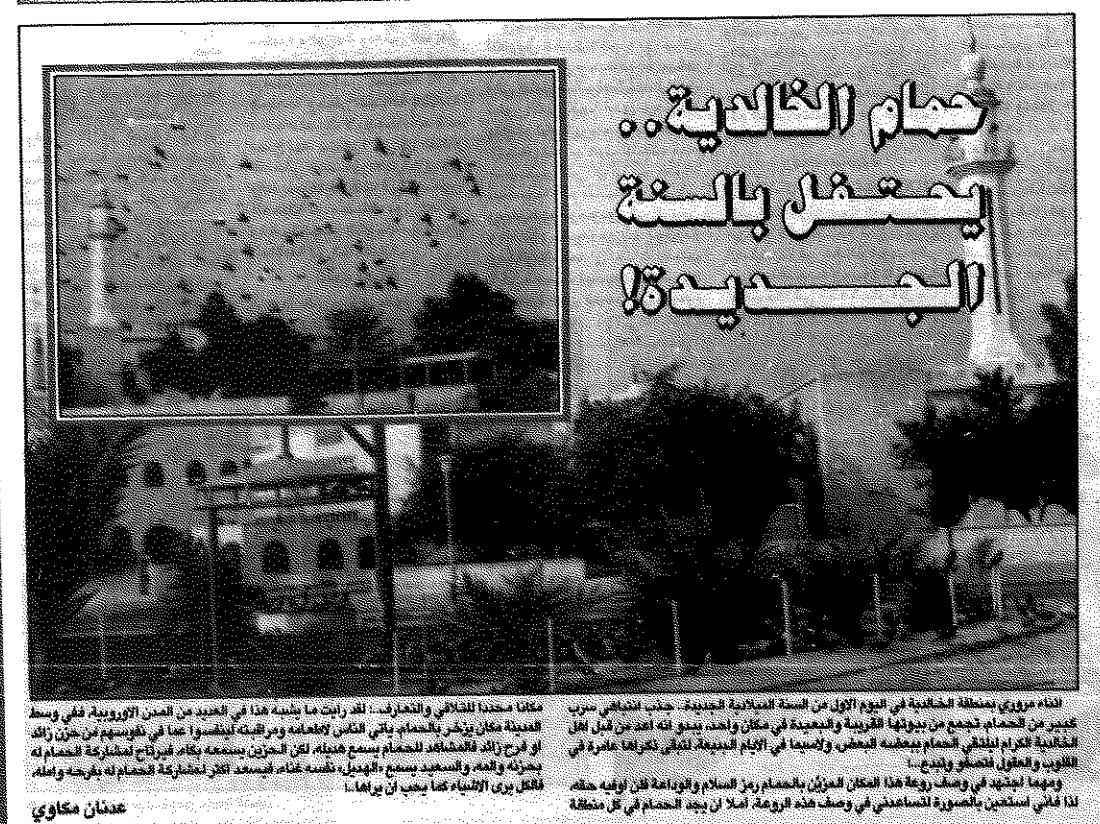 حمام الخالدية..
يحتفل بالسنة
الجديدة!
اثناء مروري بمنطقة الخالدية في اليوم الاول من السنة الميلادية الجديدة.. جذب انتباهي سرب
كبير من الحمام، تجمع من بيوتها القريبة والبعيدة في مكان واحد، يبدو انه اعد من قبل اهل
الخالدية الكرام ليلتقي الحمام ببعضه البعض، ولاسيما في الايام البديعة، لتبقى ذكراها عامرة في
القلوب والعقول فتصفو وتبدع..!
ومهما اجتهد في وصف روعة هذا المكان المزيّن بالحمام رمز السلام والوداعة فلن اوفيه حقه،
لذا فانني استعين بالصورة لتساعدني في وصف هذه الروعة. آملا ان يجد الحمام في كل منطقة
مكانا محددا للتلاقي والتعارف..! لقد رايت ما يشبه هذا في العديد من المدن الاوروبية، ففي وسط
المدينة مكان يزخر بالحمام، ياتي الناس لاطعامه ومراقبته لينفسوا عما في نفوسهم من حزن زائد
او فرح زائد فالمشاهد للحمام يسمع هديله، لكن الحزين يسمعه بكاء، فيرتاح لمشاركة الحمام له
بحزنه والمه، والسعيد يسمع «الهديل» نفسه غناء، فيسعد اكثر لمشاركة الحمام له بفرحه وامله،
فالكل يرى الاشياء كما يحب أن يراها..!
عدنان مكاوي